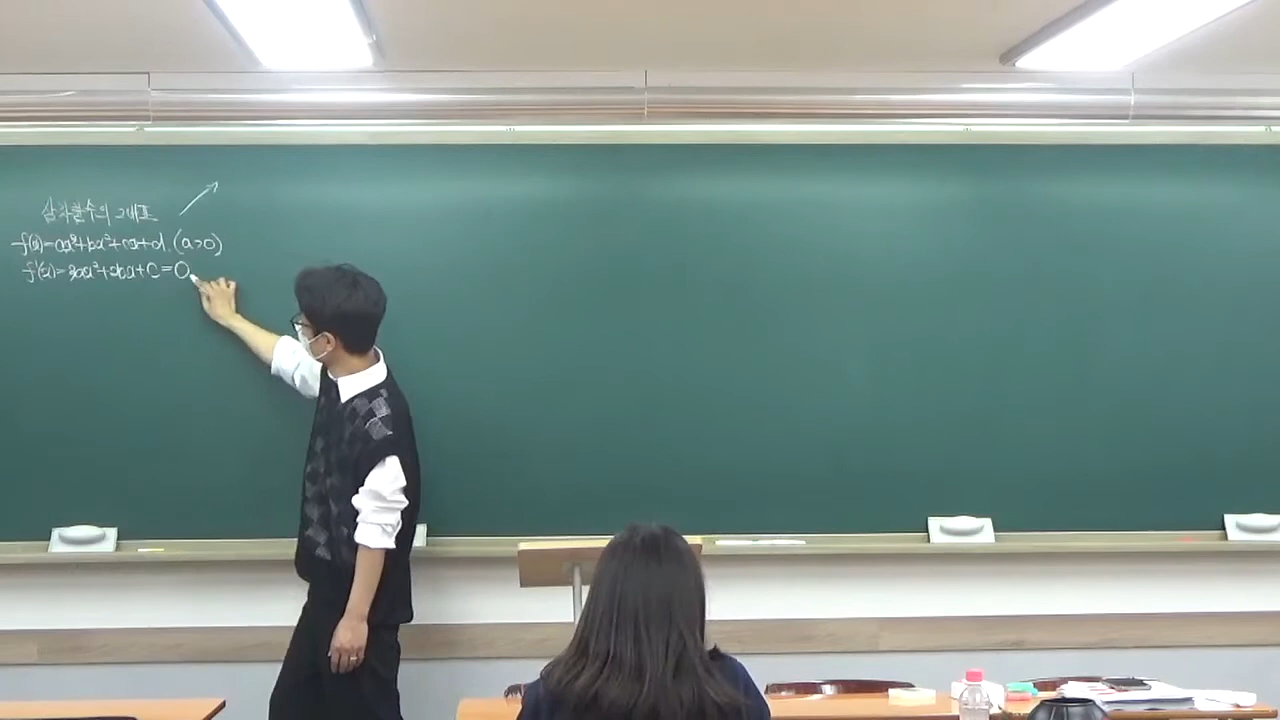 삼차함수의 그래프
f(x)=ax³+bx²+cx+d (a>0)
f'(x)=3ax²+2bx+c=0